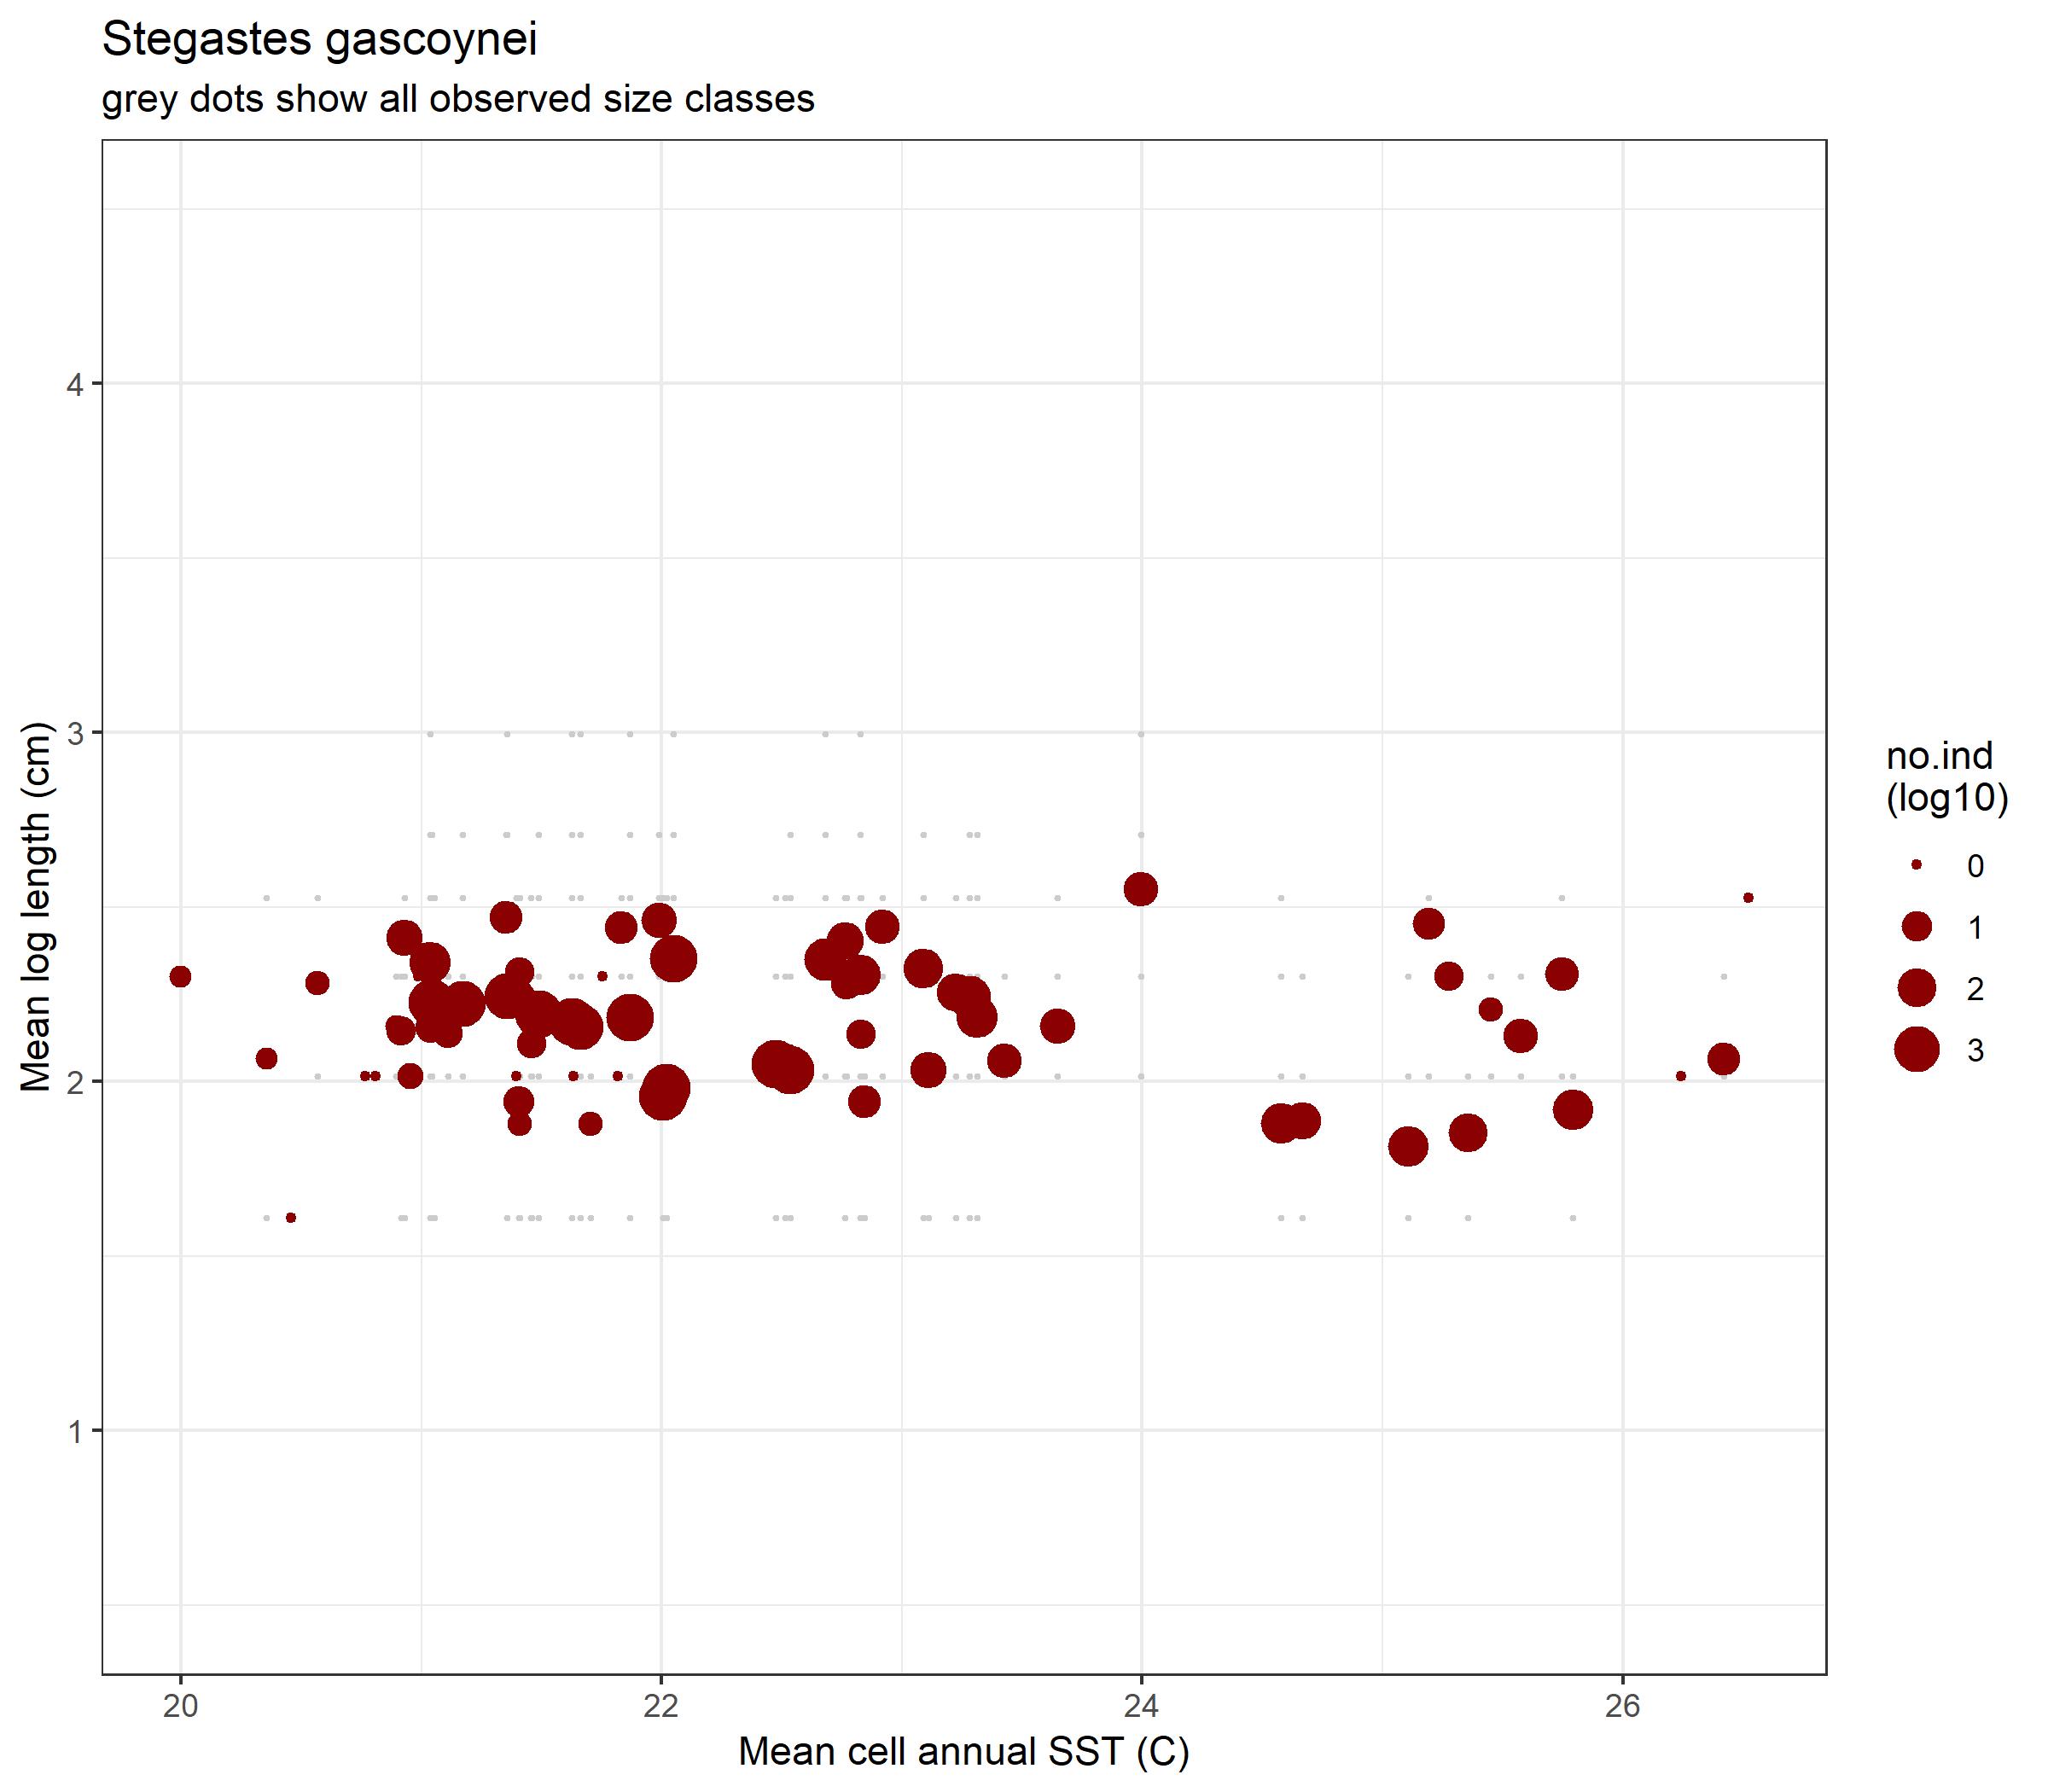 Stegastes gascoynei
grey dots show all observed size classes
4
3
2
1
Mean log length (cm)
20 22 24 26
Mean cell annual SST (C)
no.ind
(log10)
0
1
2
3